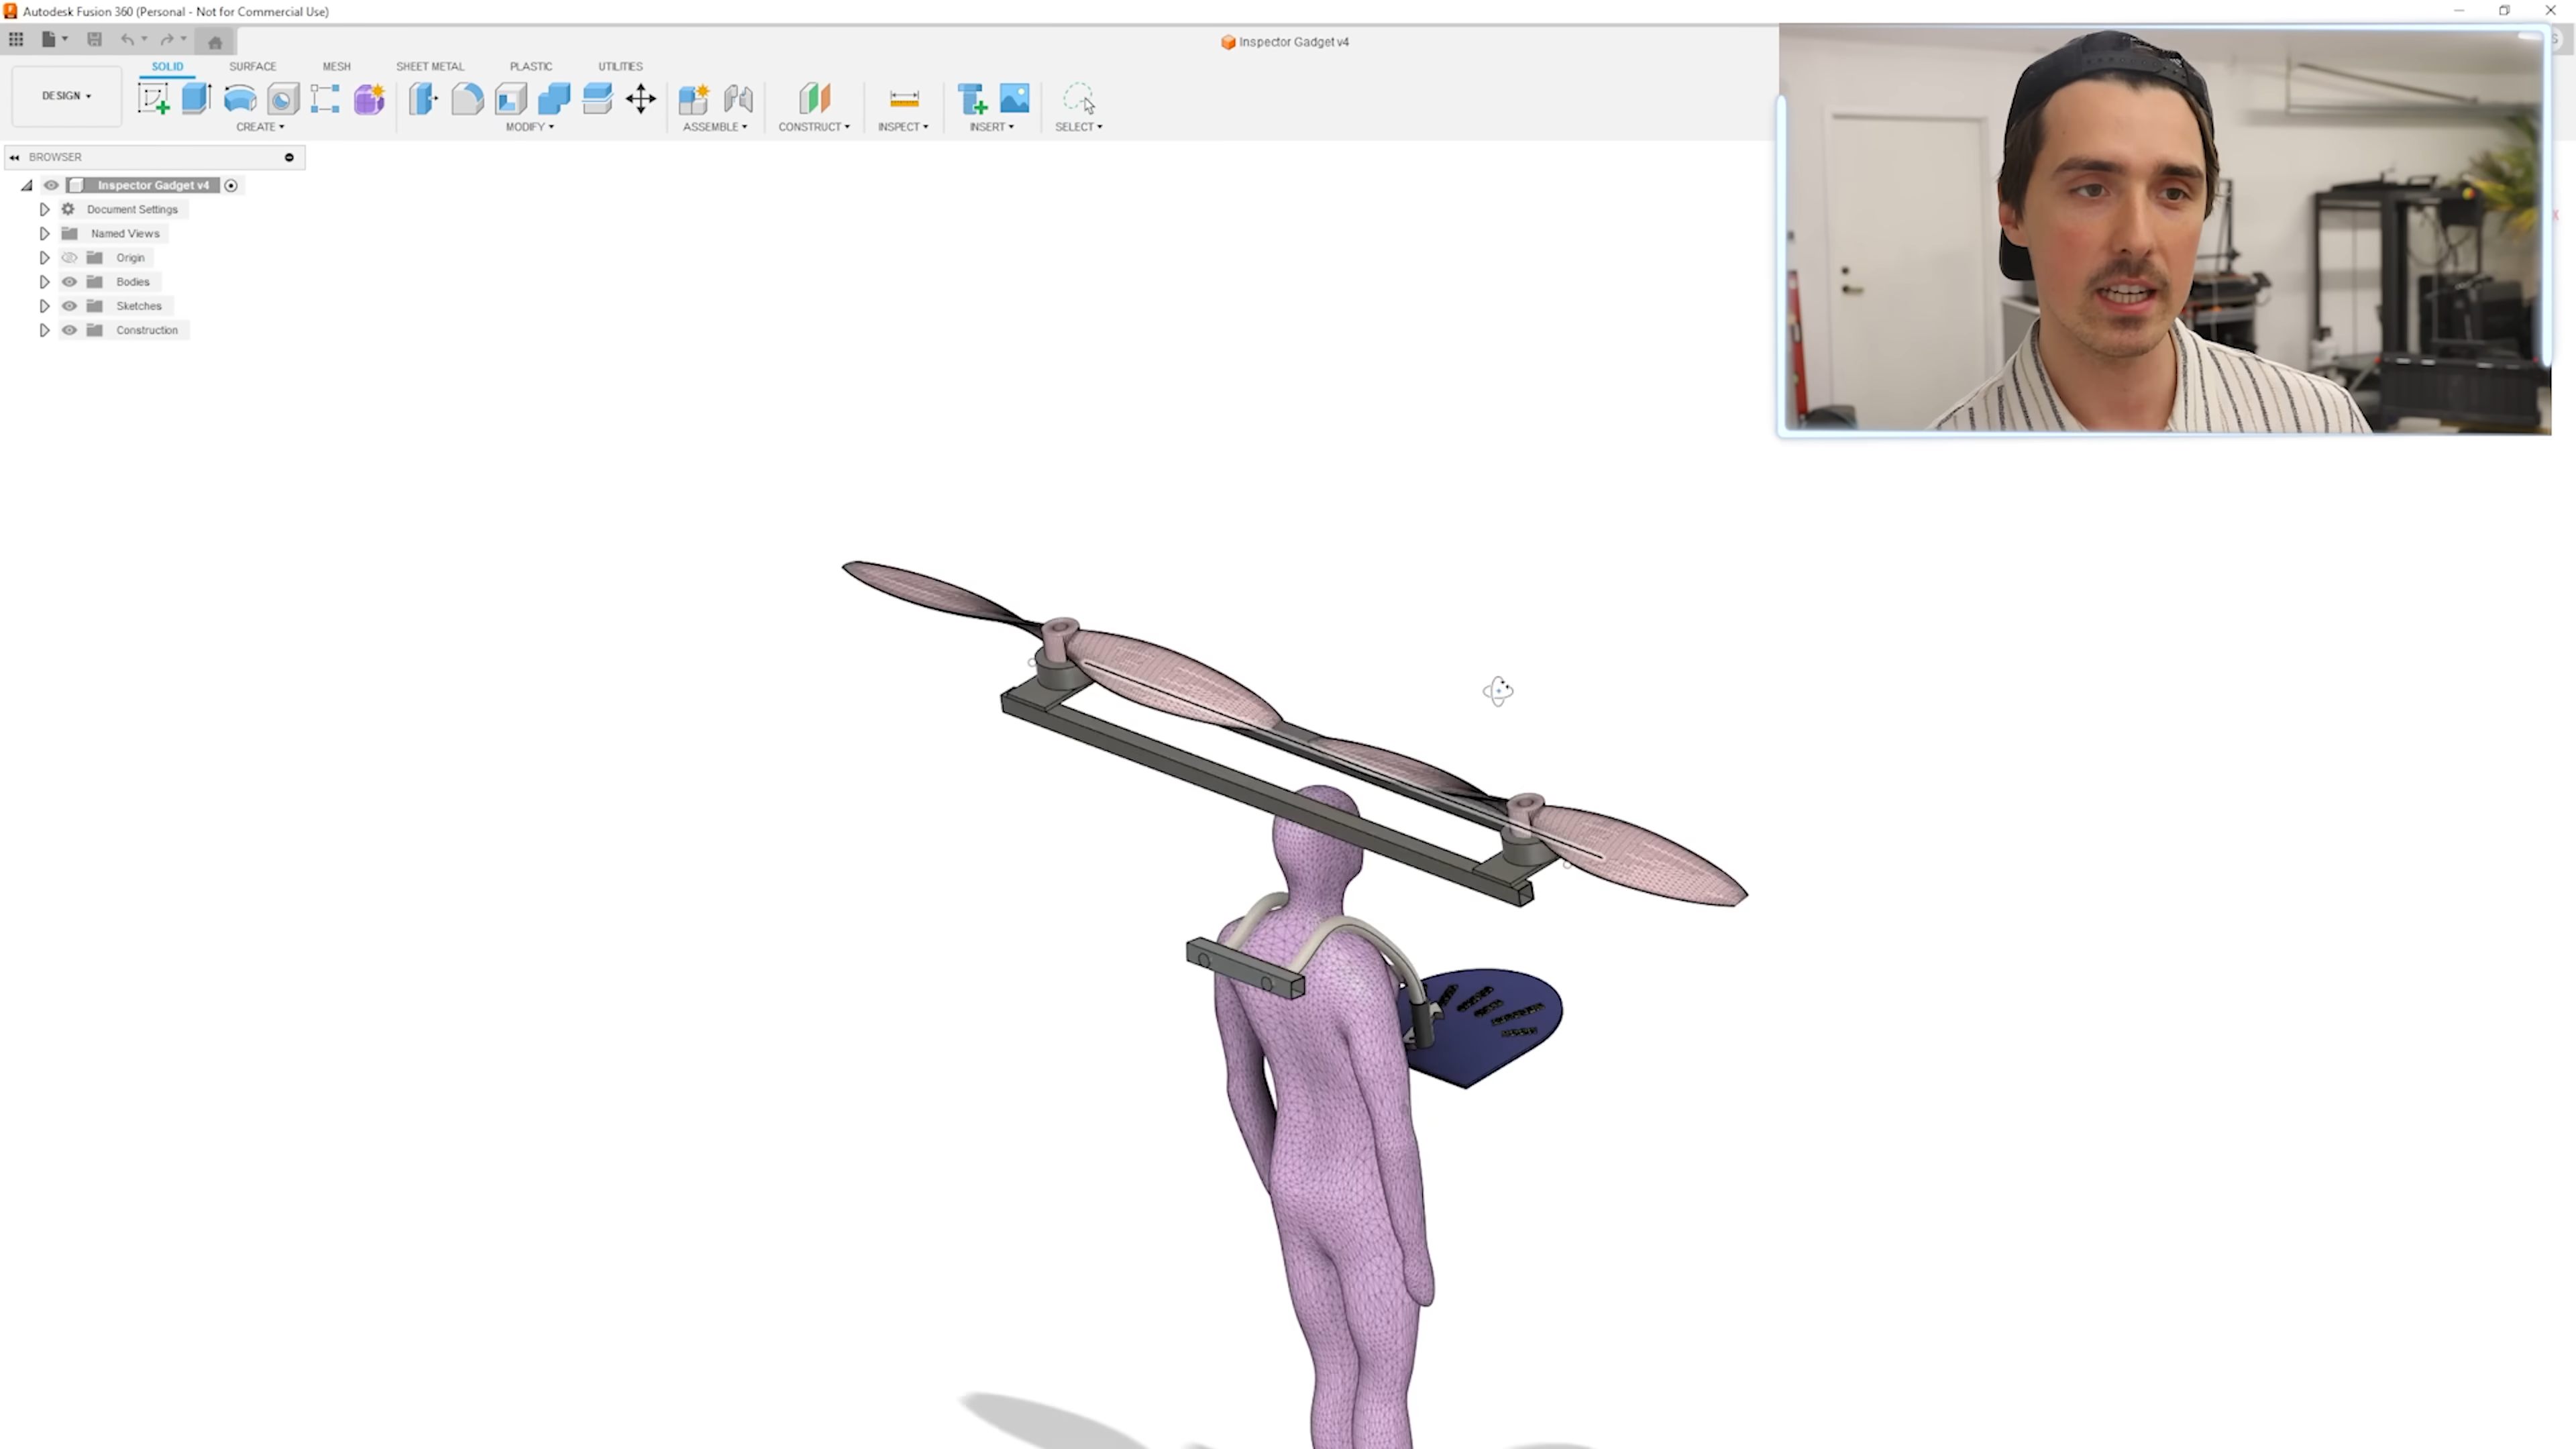 Autodesk Fusion 360 (Personal - Not for Commercial Use)
Inspector Gadget v4
SOLID SURFACE MESH SHEET METAL PLASTIC UTILITIES
DESIGN
CREATE MODIFY ASSEMBLE CONSTRUCT INSPECT INSERT SELECT
BROWSER
Inspector Gadget v4
Document Settings
Named Views
Origin
Bodies
Sketches
Construction